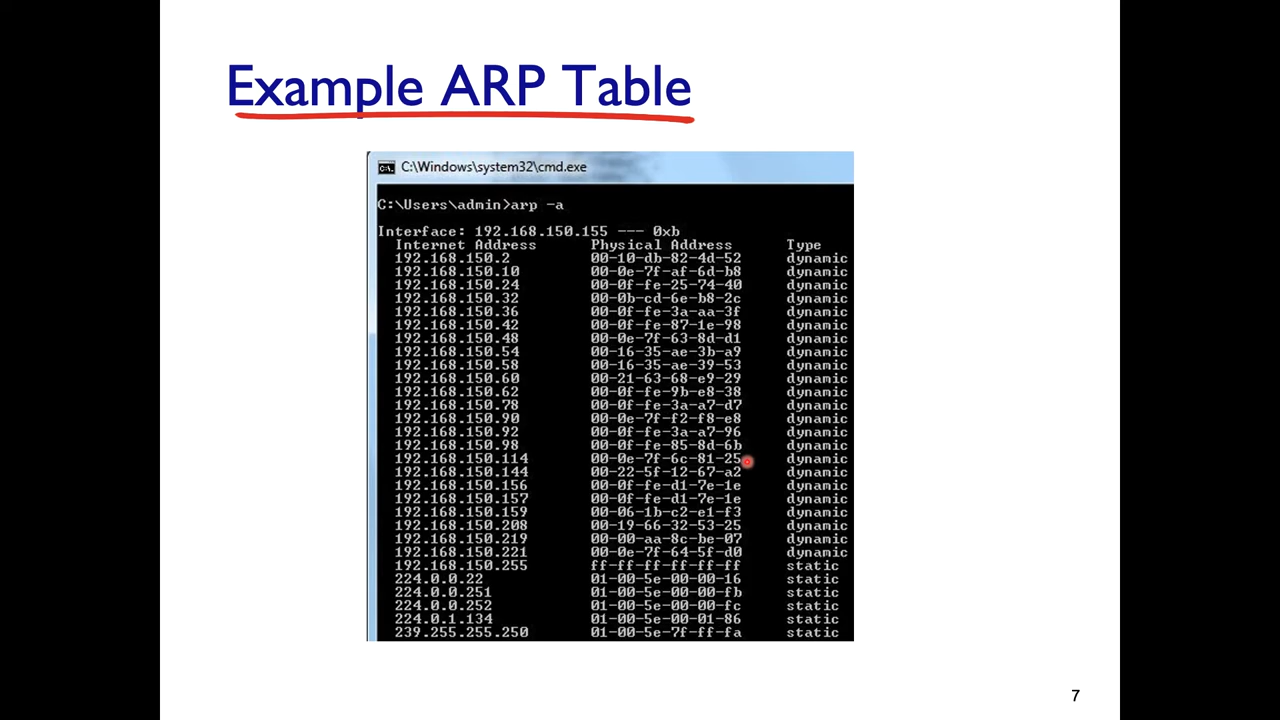 Example ARP Table
C:\Windows\system32\cmd.exe
C:\Users\admin>arp -a
Interface: 192.168.150.155 --- 0xb
Internet Address Physical Address Type
192.168.150.2 00-10-db-82-4d-52 dynamic
192.168.150.10 00-0e-7f-af-6d-b8 dynamic
192.168.150.24 00-0f-fe-25-74-40 dynamic
192.168.150.32 00-0b-cd-6e-b8-2c dynamic
192.168.150.36 00-0f-fe-3a-aa-3f dynamic
192.168.150.42 00-0f-fe-87-1e-98 dynamic
192.168.150.48 00-0e-7f-63-8d-d1 dynamic
192.168.150.54 00-16-35-ae-3b-a9 dynamic
192.168.150.58 00-16-35-ae-39-53 dynamic
192.168.150.60 00-21-63-68-e9-29 dynamic
192.168.150.62 00-0f-fe-9b-e8-38 dynamic
192.168.150.78 00-0f-fe-3a-a7-d7 dynamic
192.168.150.90 00-0e-7f-f2-f8-e8 dynamic
192.168.150.92 00-0f-fe-3a-a7-96 dynamic
192.168.150.98 00-0f-fe-85-8d-6b dynamic
192.168.150.114 00-0e-7f-6c-81-25 dynamic
192.168.150.144 00-22-5f-12-67-a2 dynamic
192.168.150.156 00-0f-fe-d1-7e-1e dynamic
192.168.150.157 00-0f-fe-d1-7e-1e dynamic
192.168.150.159 00-06-1b-c2-e1-f3 dynamic
192.168.150.208 00-19-66-32-53-25 dynamic
192.168.150.219 00-00-aa-8c-be-07 dynamic
192.168.150.221 00-0e-7f-64-5f-d0 dynamic
192.168.150.255 ff-ff-ff-ff-ff-ff static
224.0.0.22 01-00-5e-00-00-16 static
224.0.0.251 01-00-5e-00-00-fb static
224.0.0.252 01-00-5e-00-00-fc static
224.0.1.134 01-00-5e-00-01-86 static
239.255.255.250 01-00-5e-7f-ff-fa static
7